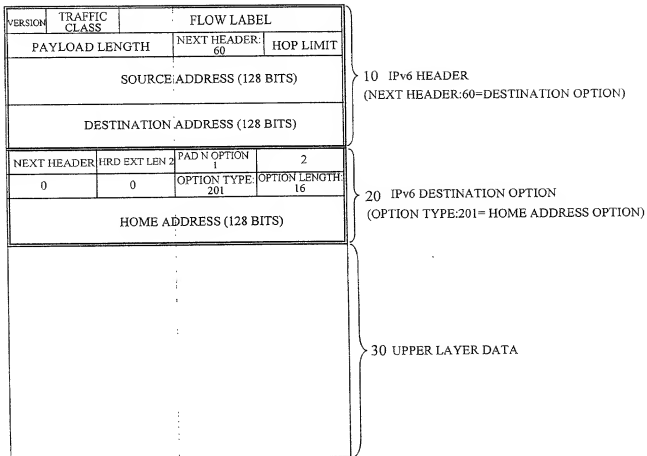 VERSION TRAFFIC CLASS FLOW LABEL
PAYLOAD LENGTH NEXT HEADER: 60 HOP LIMIT
SOURCE ADDRESS (128 BITS)
DESTINATION ADDRESS (128 BITS)
10 IPv6 HEADER
(NEXT HEADER:60=DESTINATION OPTION)
NEXT HEADER HRD EXT LEN 2 PAD N OPTION 1 2
0 0 OPTION TYPE: 201 OPTION LENGTH: 16
HOME ADDRESS (128 BITS)
20 IPv6 DESTINATION OPTION
(OPTION TYPE:201= HOME ADDRESS OPTION)
30 UPPER LAYER DATA